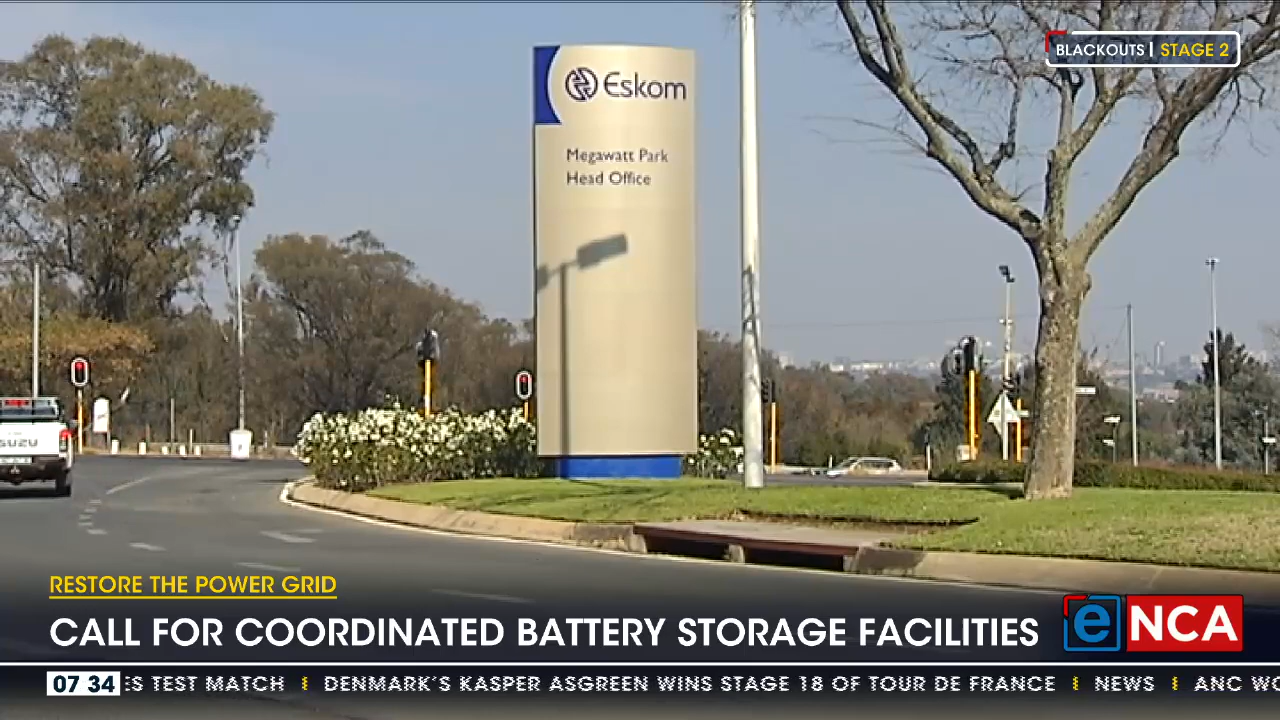 BLACKOUTS | STAGE 2
Eskom
Megawatt Park
Head Office
ISUZU
RESTORE THE POWER GRID
CALL FOR COORDINATED BATTERY STORAGE FACILITIES
eNCA
07 34
TEST MATCH DENMARK'S KASPER ASGREEN WINS STAGE 18 OF TOUR DE FRANCE NEWS ANC